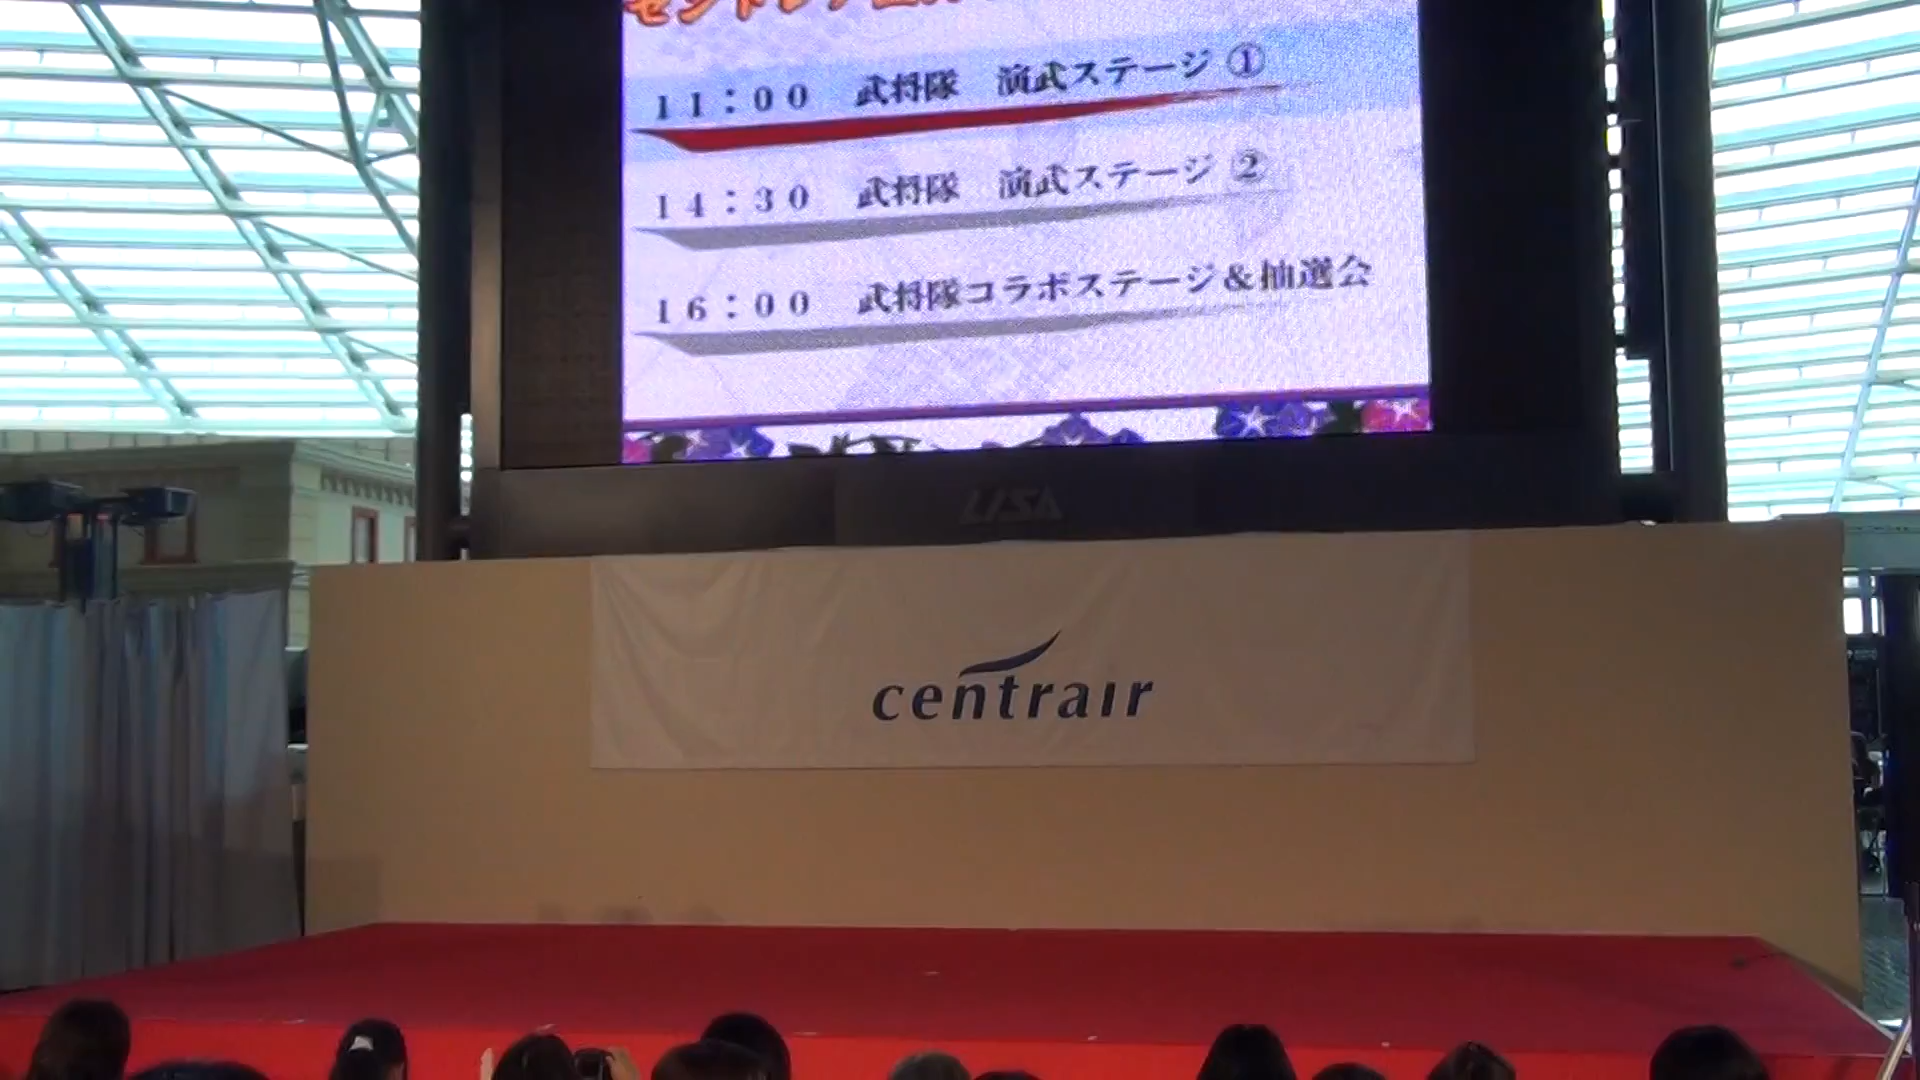 11:00 武将隊 演武ステージ ①
14:30 武将隊 演武ステージ ②
16:00 武将隊コラボステージ&抽選会
LISA
centrair